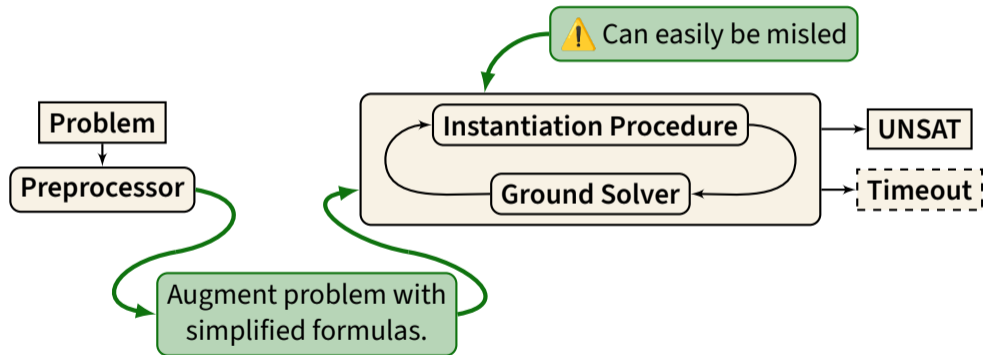 ⚠️ Can easily be misled
Problem
Preprocessor
Instantiation Procedure
Ground Solver
UNSAT
Timeout
Augment problem with
simplified formulas.